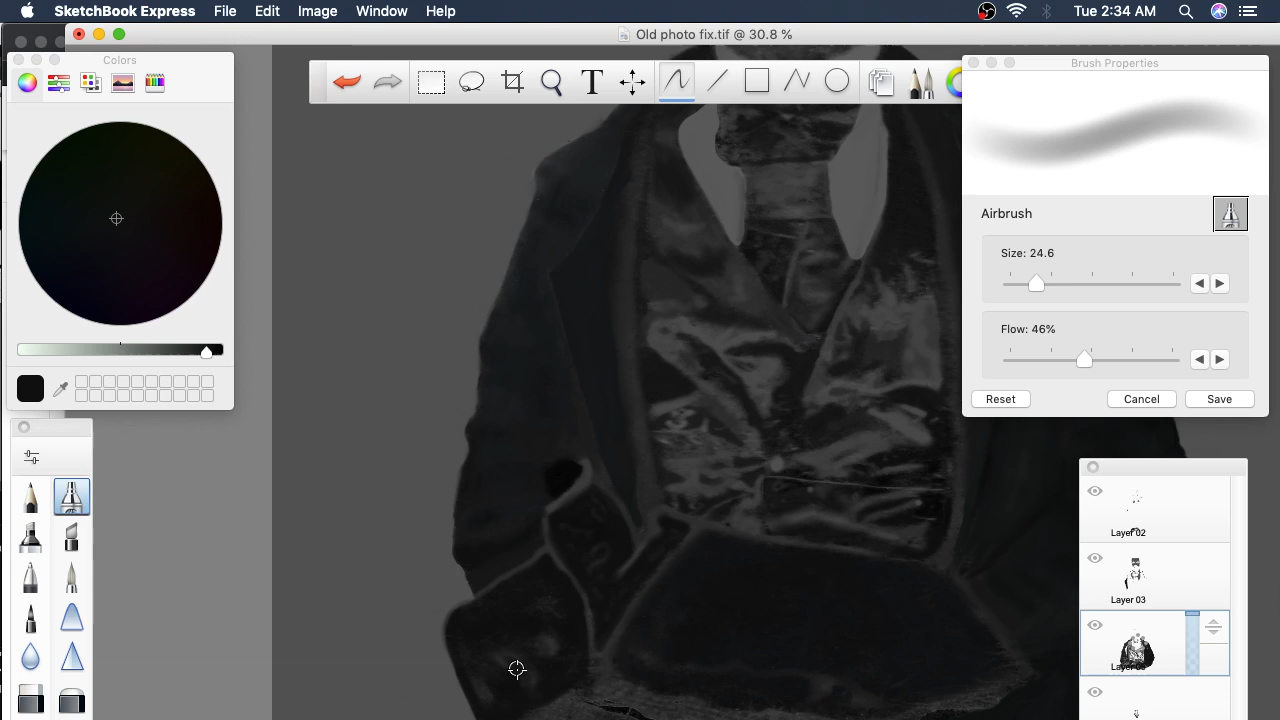 SketchBook Express File Edit Image Window Help Tue 2:34 AM
Old photo fix.tif @ 30.8 %
Colors
T
Brush Properties
Airbrush
Size: 24.6
Flow: 46%
Reset Cancel Save
Layer 02
Layer 03